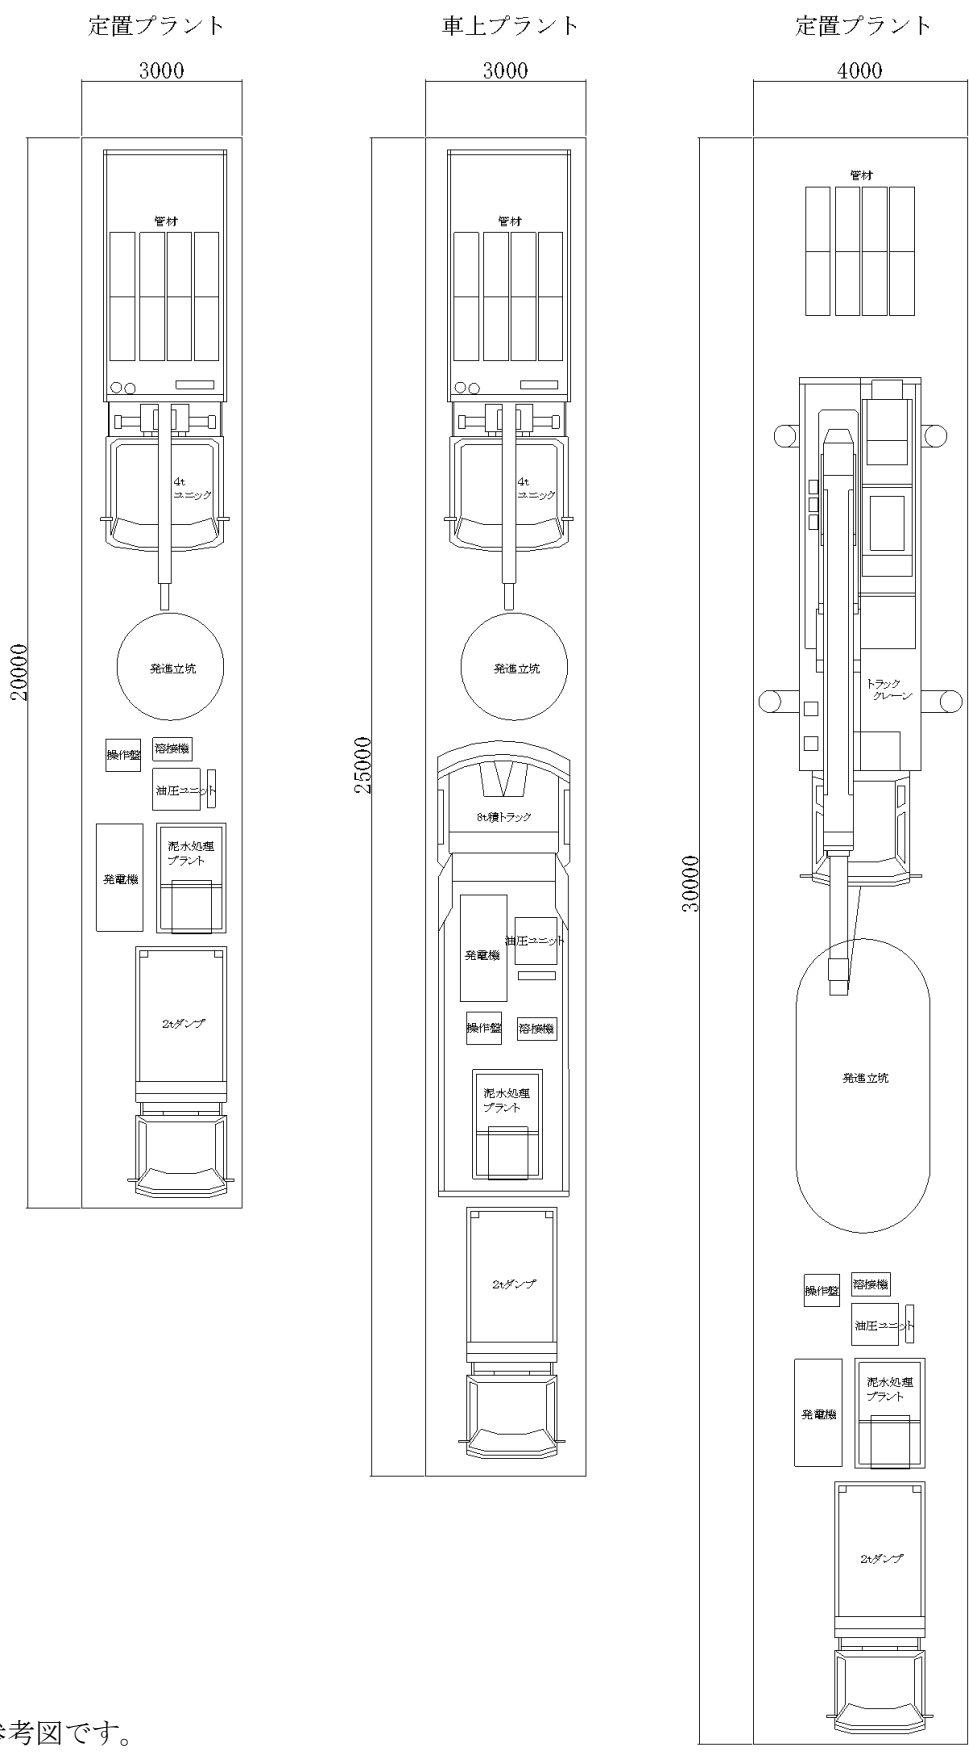 定置プラント
3000
20000
管材
4t
ユニック
発進立坑
操作盤
溶接機
油圧ユニット
発電機
泥水処理
プラント
2tダンプ
車上プラント
3000
25000
管材
4t
ユニック
発進立坑
8t積トラック
発電機
油圧ユニット
操作盤
溶接機
泥水処理
プラント
2tダンプ
定置プラント
4000
30000
管材
トラック
クレーン
発進立坑
操作盤
溶接機
油圧ユニット
発電機
泥水処理
プラント
2tダンプ
考図です。